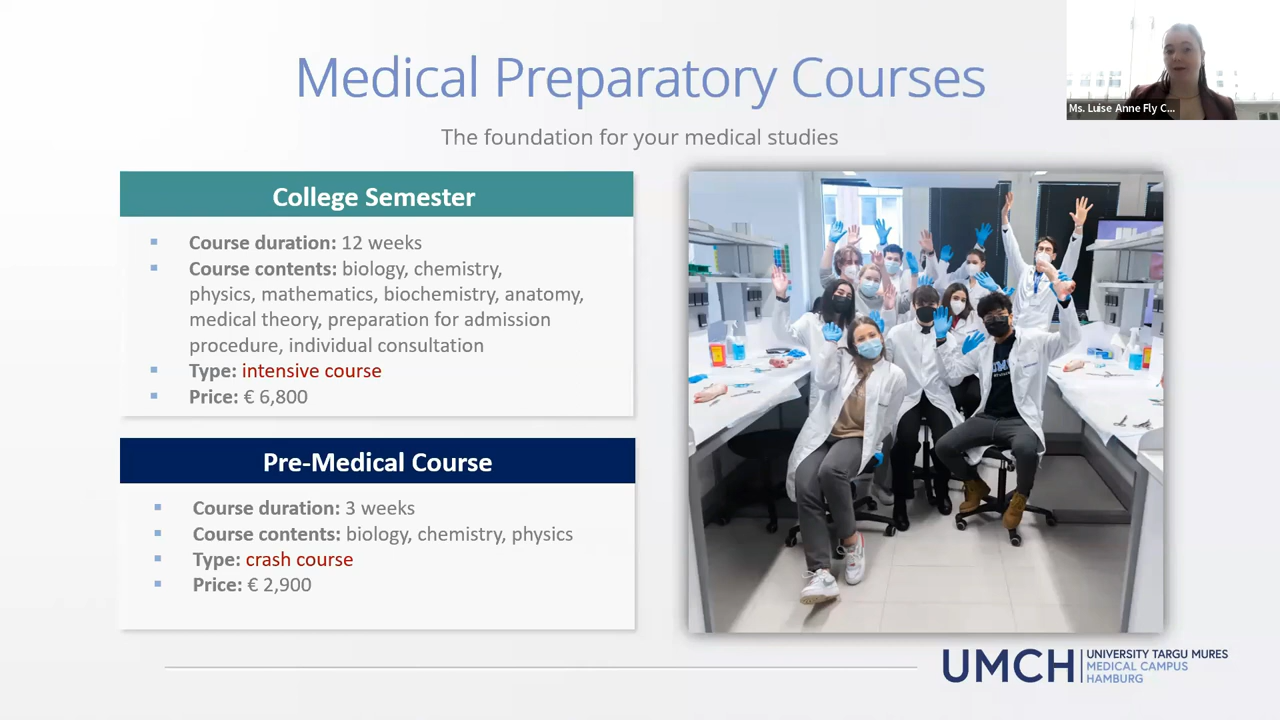 Medical Preparatory Courses
The foundation for your medical studies
Ms. Luise Anne Fly C...
College Semester
Course duration: 12 weeks
Course contents: biology, chemistry,
physics, mathematics, biochemistry, anatomy,
medical theory, preparation for admission
procedure, individual consultation
Type: intensive course
Price: € 6,800
Pre-Medical Course
Course duration: 3 weeks
Course contents: biology, chemistry, physics
Type: crash course
Price: € 2,900
UMCH
UNIVERSITY TARGU MURES
MEDICAL CAMPUS
HAMBURG